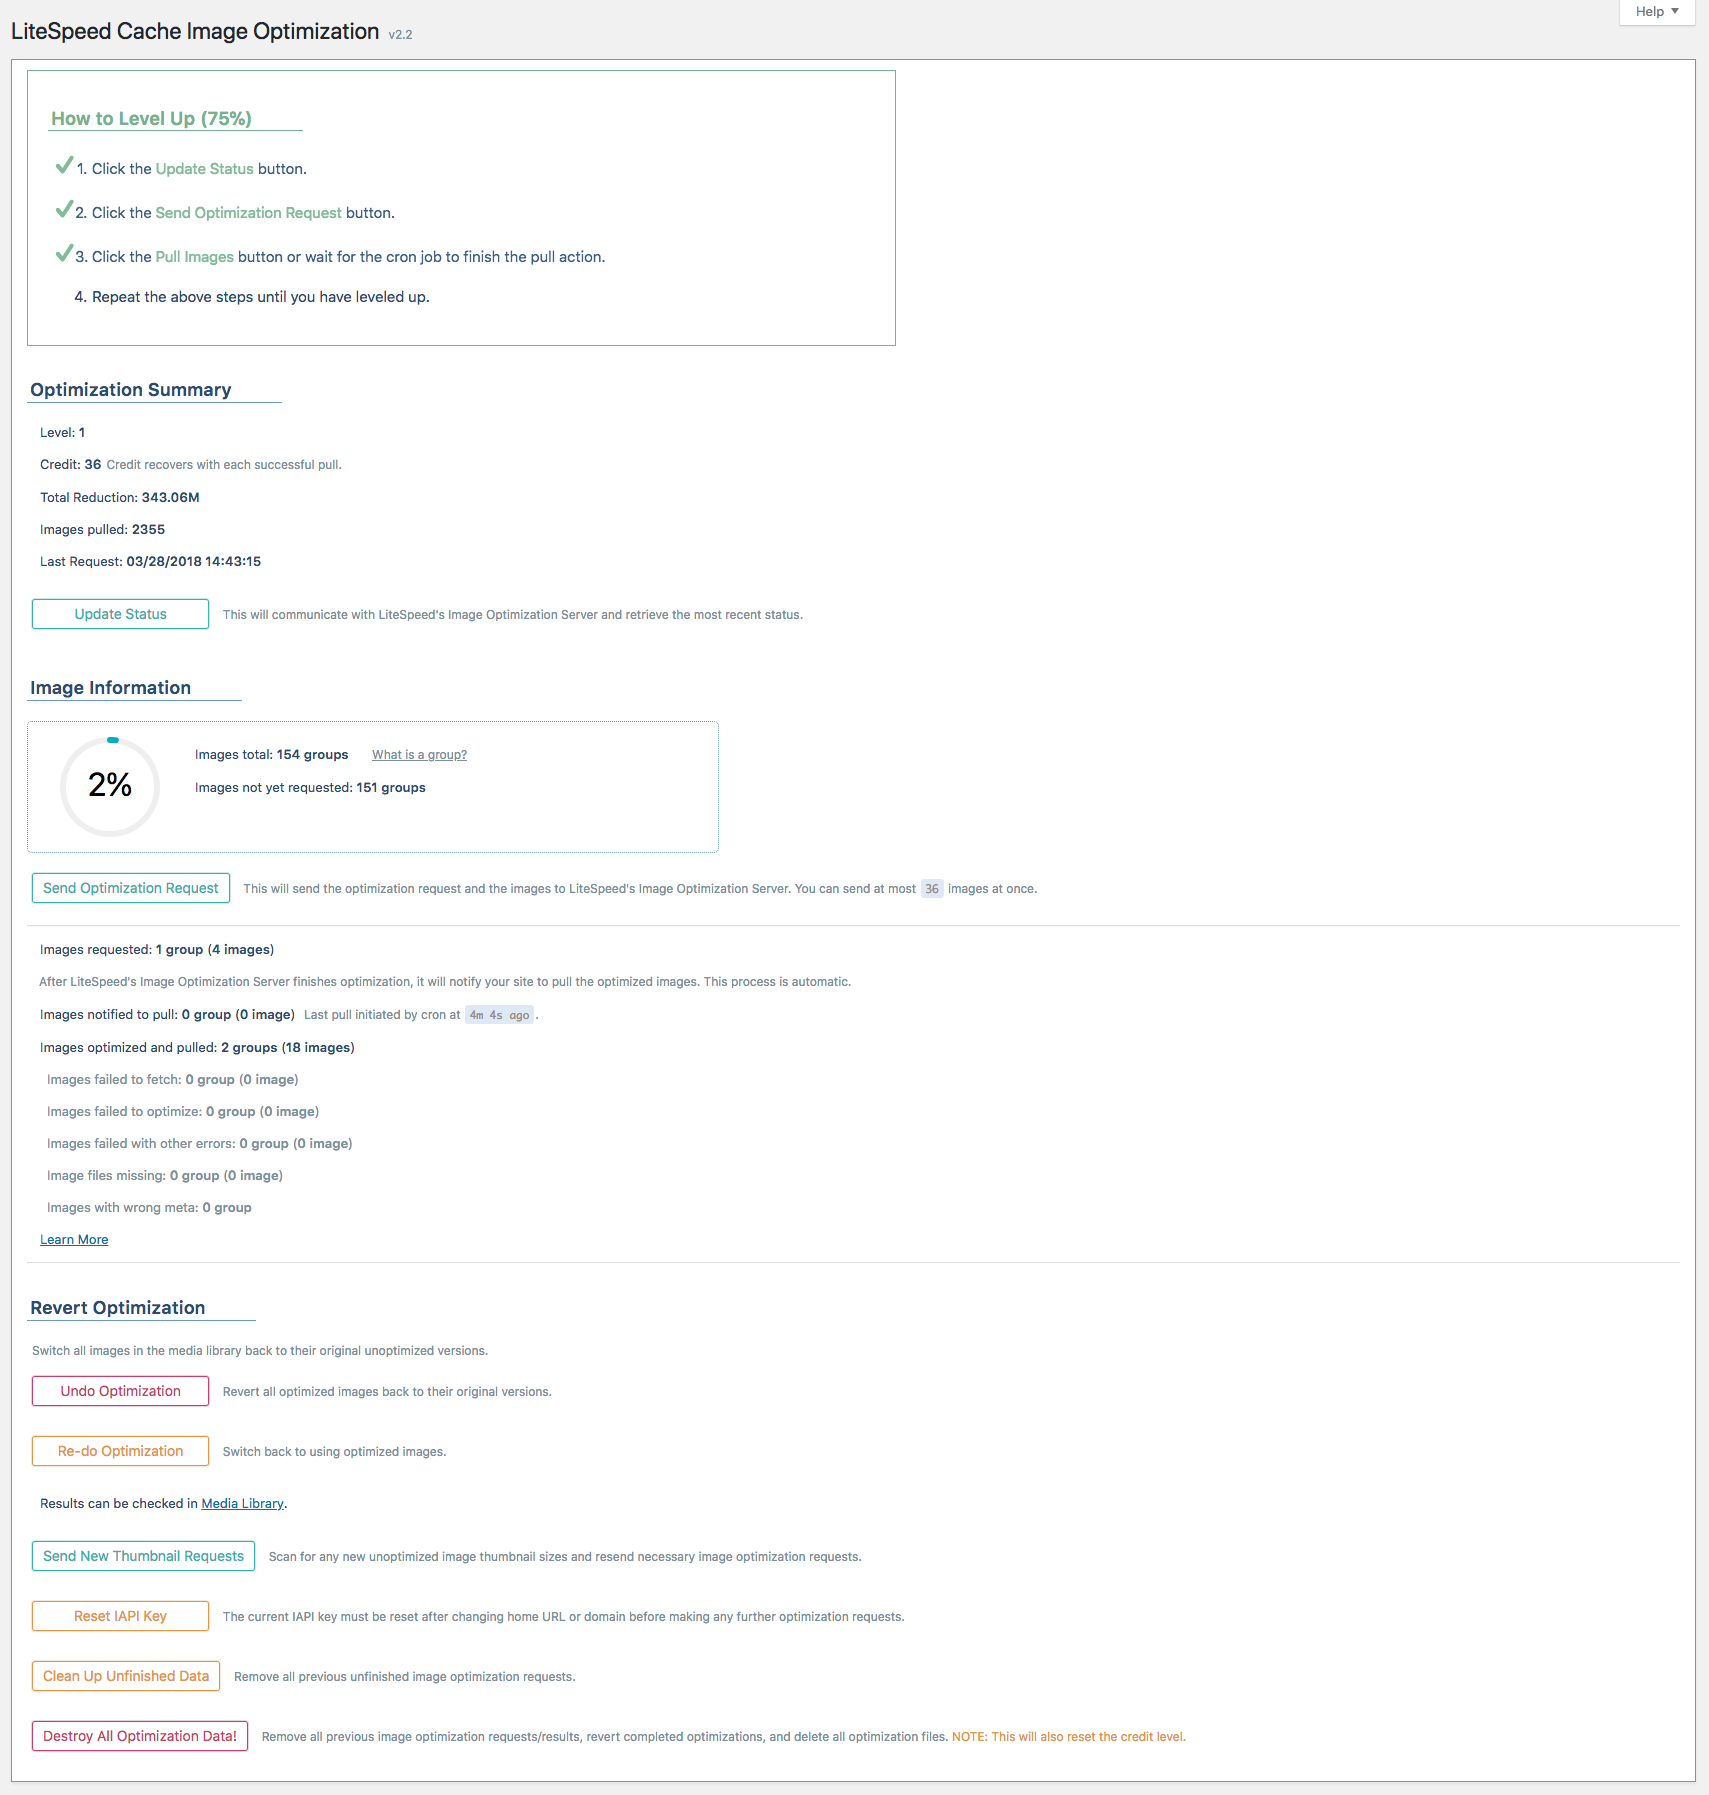 Help ▼
LiteSpeed Cache Image Optimization v2.2
How to Level Up (75%)
1. Click the Update Status button.
2. Click the Send Optimization Request button.
3. Click the Pull Images button or wait for the cron job to finish the pull action.
4. Repeat the above steps until you have leveled up.
Optimization Summary
Level: 1
Credit: 36 Credit recovers with each successful pull.
Total Reduction: 343.06M
Images pulled: 2355
Last Request: 03/28/2018 14:43:15
Update Status This will communicate with LiteSpeed's Image Optimization Server and retrieve the most recent status.
Image Information
2%
Images total: 154 groups What is a group?
Images not yet requested: 151 groups
Send Optimization Request This will send the optimization request and the images to LiteSpeed's Image Optimization Server. You can send at most 36 images at once.
Images requested: 1 group (4 images)
After LiteSpeed's Image Optimization Server finishes optimization, it will notify your site to pull the optimized images. This process is automatic.
Images notified to pull: 0 group (0 image) Last pull initiated by cron at 4m 4s ago.
Images optimized and pulled: 2 groups (18 images)
Images failed to fetch: 0 group (0 image)
Images failed to optimize: 0 group (0 image)
Images failed with other errors: 0 group (0 image)
Image files missing: 0 group (0 image)
Images with wrong meta: 0 group
Learn More
Revert Optimization
Switch all images in the media library back to their original unoptimized versions.
Undo Optimization Revert all optimized images back to their original versions.
Re-do Optimization Switch back to using optimized images.
Results can be checked in Media Library.
Send New Thumbnail Requests Scan for any new unoptimized image thumbnail sizes and resend necessary image optimization requests.
Reset IAPI Key The current IAPI key must be reset after changing home URL or domain before making any further optimization requests.
Clean Up Unfinished Data Remove all previous unfinished image optimization requests.
Destroy All Optimization Data! Remove all previous image optimization requests/results, revert completed optimizations, and delete all optimization files. NOTE: This will also reset the credit level.